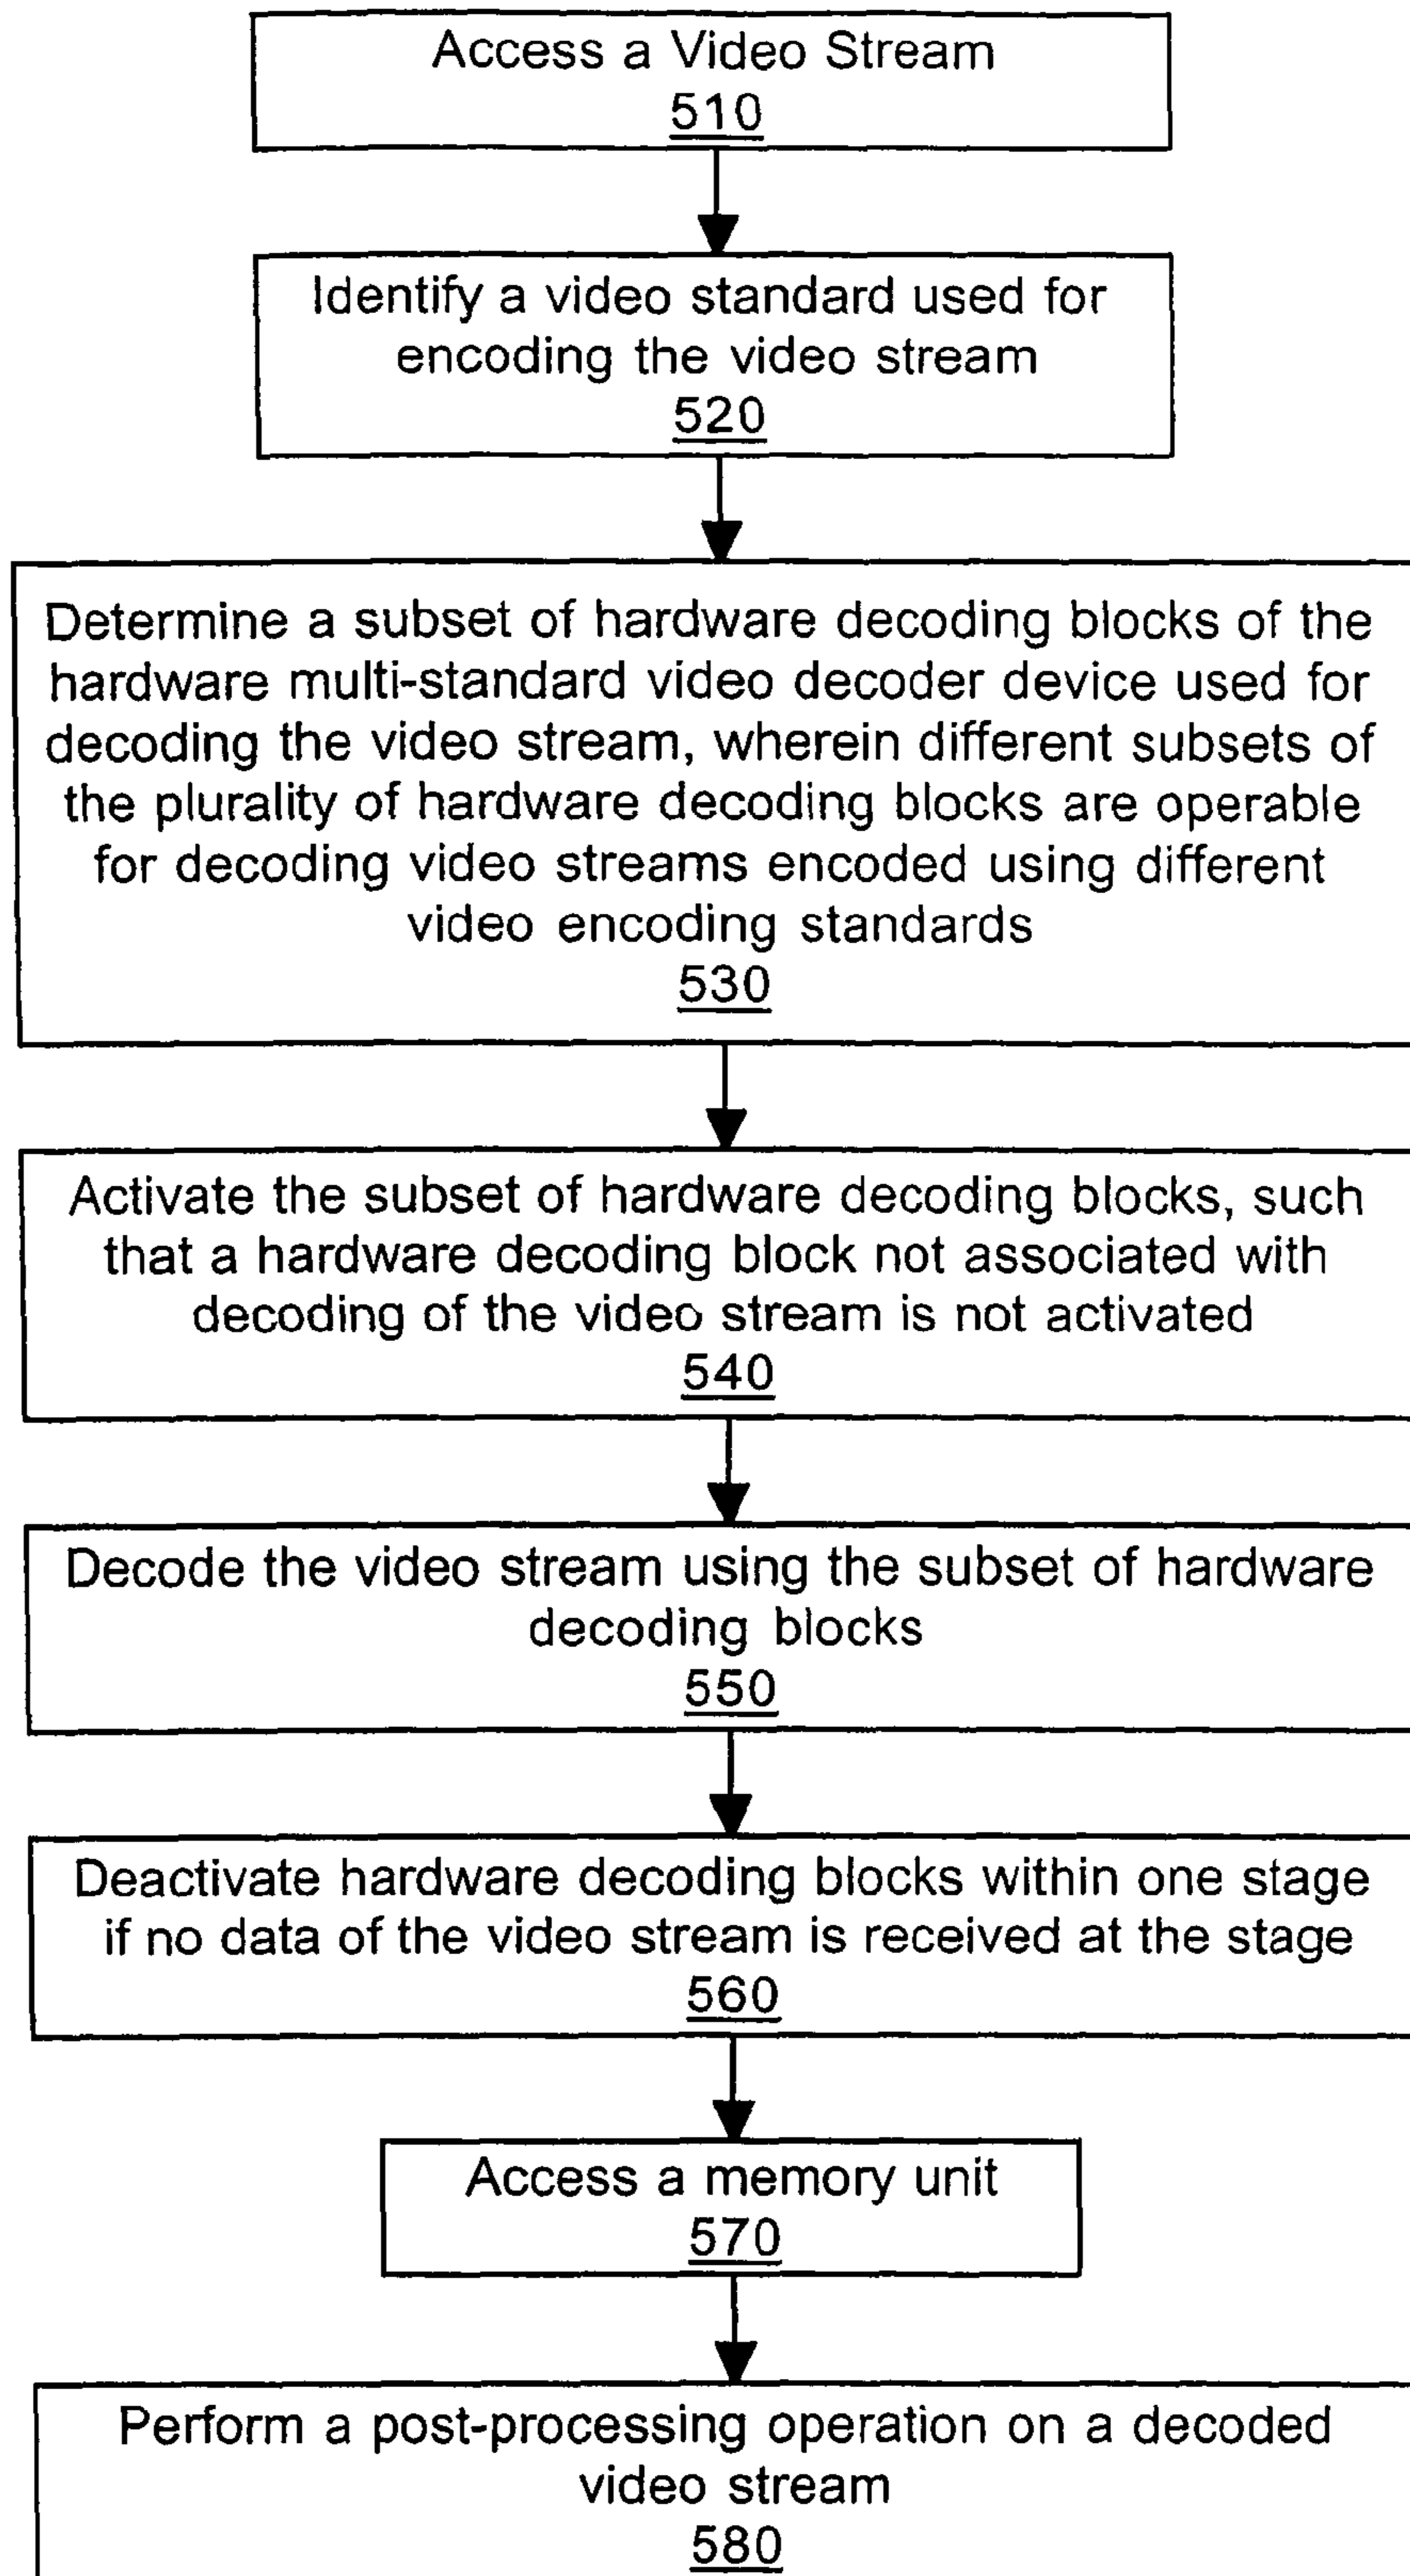 Access a Video Stream
510
Identify a video standard used for
encoding the video stream
520
Determine a subset of hardware decoding blocks of the
hardware multi-standard video decoder device used for
decoding the video stream, wherein different subsets of
the plurality of hardware decoding blocks are operable
for decoding video streams encoded using different
video encoding standards
530
Activate the subset of hardware decoding blocks, such
that a hardware decoding block not associated with
decoding of the video stream is not activated
540
Decode the video stream using the subset of hardware
decoding blocks
550
Deactivate hardware decoding blocks within one stage
if no data of the video stream is received at the stage
560
Access a memory unit
570
Perform a post-processing operation on a decoded
video stream
580